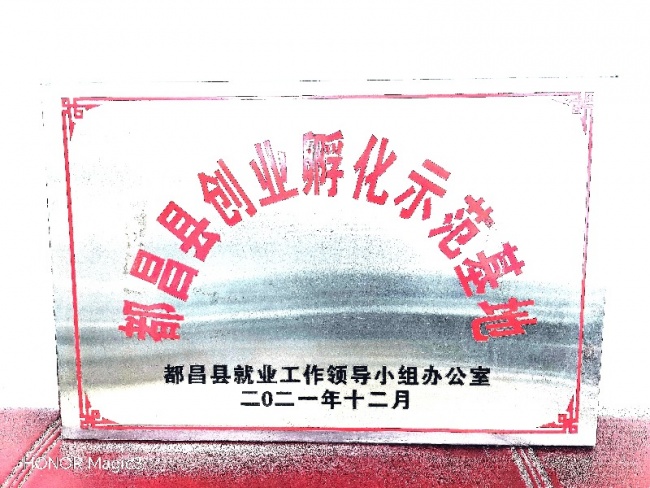 都昌县创业孵化示范基地
都昌县就业工作领导小组办公室
二0二一年十二月
HONOR Magic3